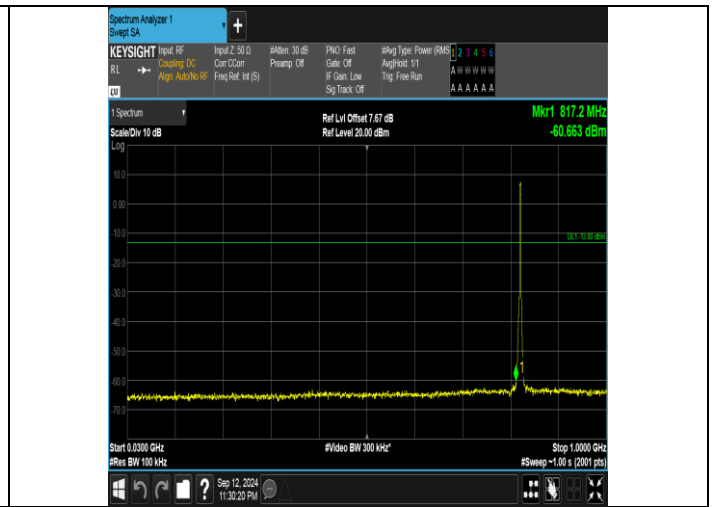 Spectrum Analyzer 1
Swept SA
+
KEYSIGHT
RL
LXI
Input: RF
Coupling: DC
Align: Auto/No RF
Input Z: 50 Ω
Corr CCorr
Freq Ref: Int (S)
#Atten: 30 dB
Preamp: Off
PNO: Fast
Gate: Off
IF Gain: Low
Sig Track: Off
#Avg Type: Power (RMS
Avg|Hold: 1/1
Trig: Free Run
1 2 3 4 5 6
A W W W W W
A A A A A A
1 Spectrum
Scale/Div 10 dB
Log
Ref Lvl Offset 7.67 dB
Ref Level 20.00 dBm
Mkr1 817.2 MHz
-60.663 dBm
10.0
0.00
-10.0
DL1 -13.00 dBm
-20.0
-30.0
-40.0
-50.0
-60.0
1
-70.0
Start 0.0300 GHz
#Res BW 100 kHz
#Video BW 300 kHz*
Stop 1.0000 GHz
#Sweep ~1.00 s (2001 pts)
?
Sep 12, 2024
11:30:20 PM